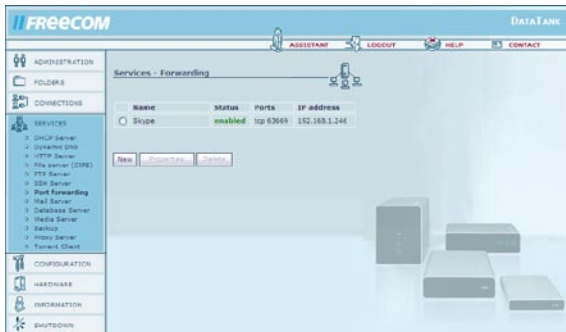 FREECOM
DATATANK
ASSISTANT LOGOUT HELP CONTACT
ADMINISTRATION
FOLDERS
CONNECTIONS
SERVICES
DHCP Server
Dynamic DNS
HTTP Server
File server (CIFS)
FTP Server
SSH Server
Port forwarding
Mail Server
Database Server
Media Server
Backup
Proxy Server
Torrent Client
CONFIGURATION
HARDWARE
INFORMATION
SHUTDOWN
Services - Forwarding
Name Status Ports IP address
Skype enabled tcp 63669 192.168.1.246
New Properties Delete